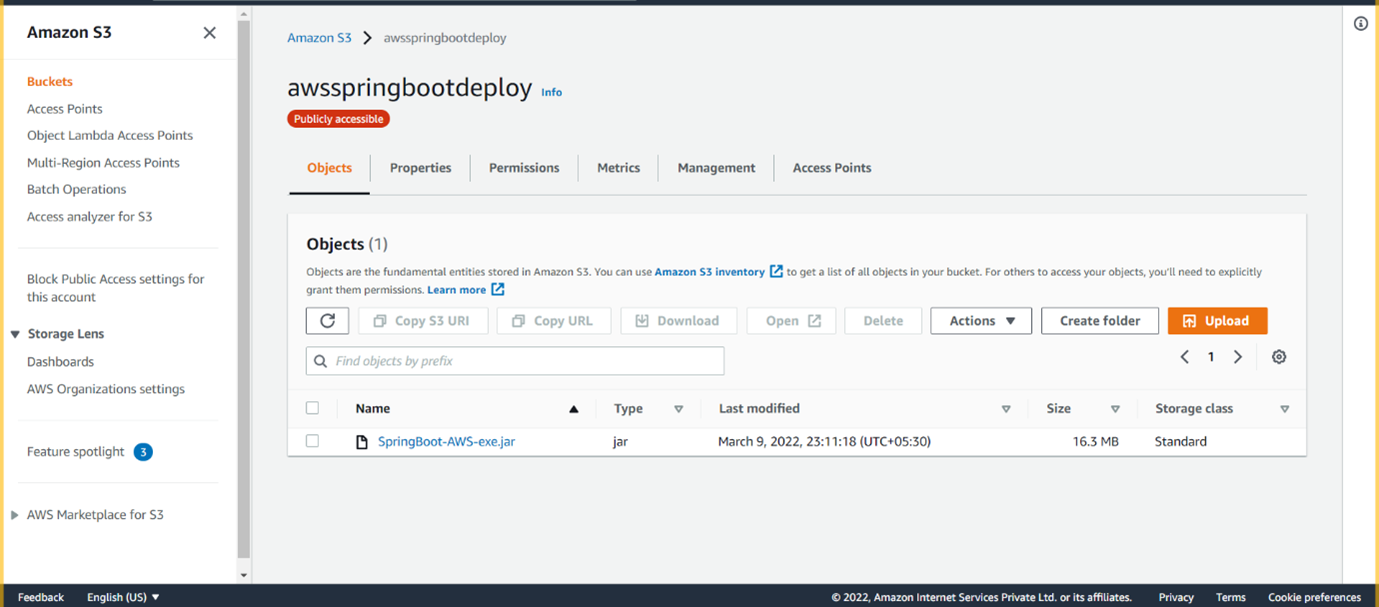 Amazon S3
Buckets
Access Points
Object Lambda Access Points
Multi-Region Access Points
Batch Operations
Access analyzer for S3
Block Public Access settings for
this account
Storage Lens
Dashboards
AWS Organizations settings
Feature spotlight 3
AWS Marketplace for S3
Amazon S3 awsspringbootdeploy
awsspringbootdeploy Info
Publicly accessible
Objects Properties Permissions Metrics Management Access Points
Objects (1)
Objects are the fundamental entities stored in Amazon S3. You can use Amazon S3 inventory to get a list of all objects in your bucket. For others to access your objects, you'll need to explicitly
grant them permissions. Learn more
Copy S3 URI Copy URL Download Open Delete Actions Create folder Upload
Find objects by prefix 1
Name Type Last modified Size Storage class
SpringBoot-AWS-exe.jar jar March 9, 2022, 23:11:18 (UTC+05:30) 16.3 MB Standard
Feedback English (US) © 2022, Amazon Internet Services Private Ltd. or its affiliates. Privacy Terms Cookie preferences